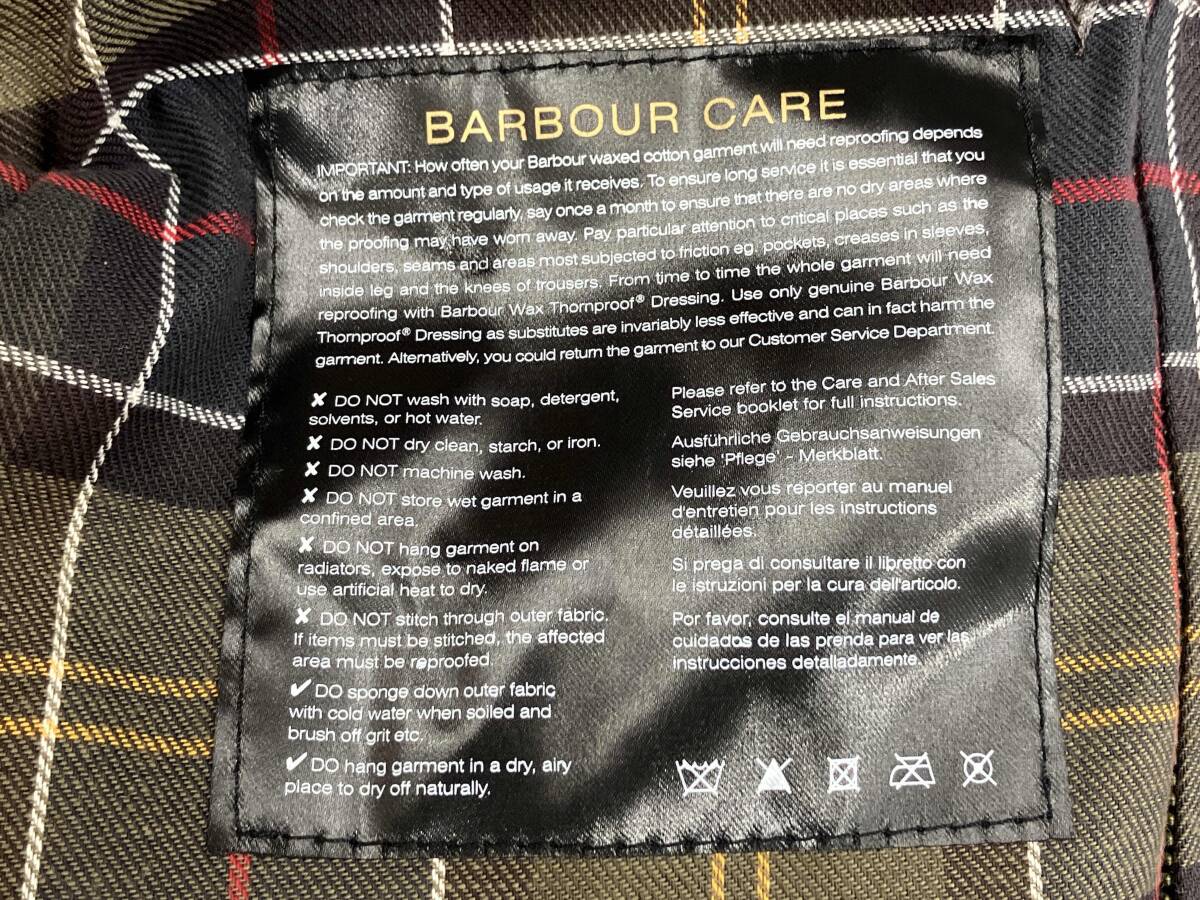 BARBOUR CARE
IMPORTANT: How often your Barbour waxed cotton garment will need reproofing depends
on the amount and type of usage it receives. To ensure long service it is essential that you
check the garment regularly, say once a month to ensure that there are no dry areas where
the proofing may have worn away. Pay particular attention to critical places such as the
shoulders, seams and areas most subjected to friction eg. pockets, creases in sleeves,
inside leg and the knees of trousers. From time to time the whole garment will need
reproofing with Barbour Wax Thornproof® Dressing. Use only genuine Barbour Wax
Thornproof® Dressing as substitutes are invariably less effective and can in fact harm the
garment. Alternatively, you could return the garment to our Customer Service Department.
✘ DO NOT wash with soap, detergent,
solvents, or hot water.
✘ DO NOT dry clean, starch, or iron.
✘ DO NOT machine wash.
✘ DO NOT store wet garment in a
confined area.
✘ DO NOT hang garment on
radiators, expose to naked flame or
use artificial heat to dry.
✘ DO NOT stitch through outer fabric.
If items must be stitched, the affected
area must be reproofed.
✔ DO sponge down outer fabric
with cold water when soiled and
brush off grit etc.
✔ DO hang garment in a dry, airy
place to dry off naturally.
Please refer to the Care and After Sales
Service booklet for full instructions.
Ausführliche Gebrauchsanweisungen
siehe 'Pflege' - Merkblatt.
Veuillez vous reporter au manuel
d'entretien pour les instructions
détaillées.
Si prega di consultare il libretto con
le istruzioni per la cura dell'articolo.
Por favor, consulte el manual de
cuidados de las prenda para ver las
instrucciones detalladamente.